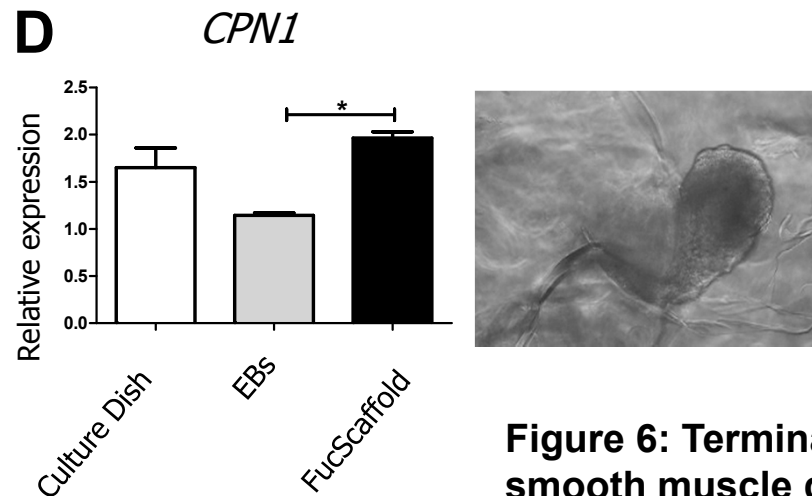 D
CPN1
Relative expression
2.5
2.0
1.5
1.0
0.5
0.0
*
Culture Dish
EBs
FucScaffold
Figure 6: Termina
smooth muscle